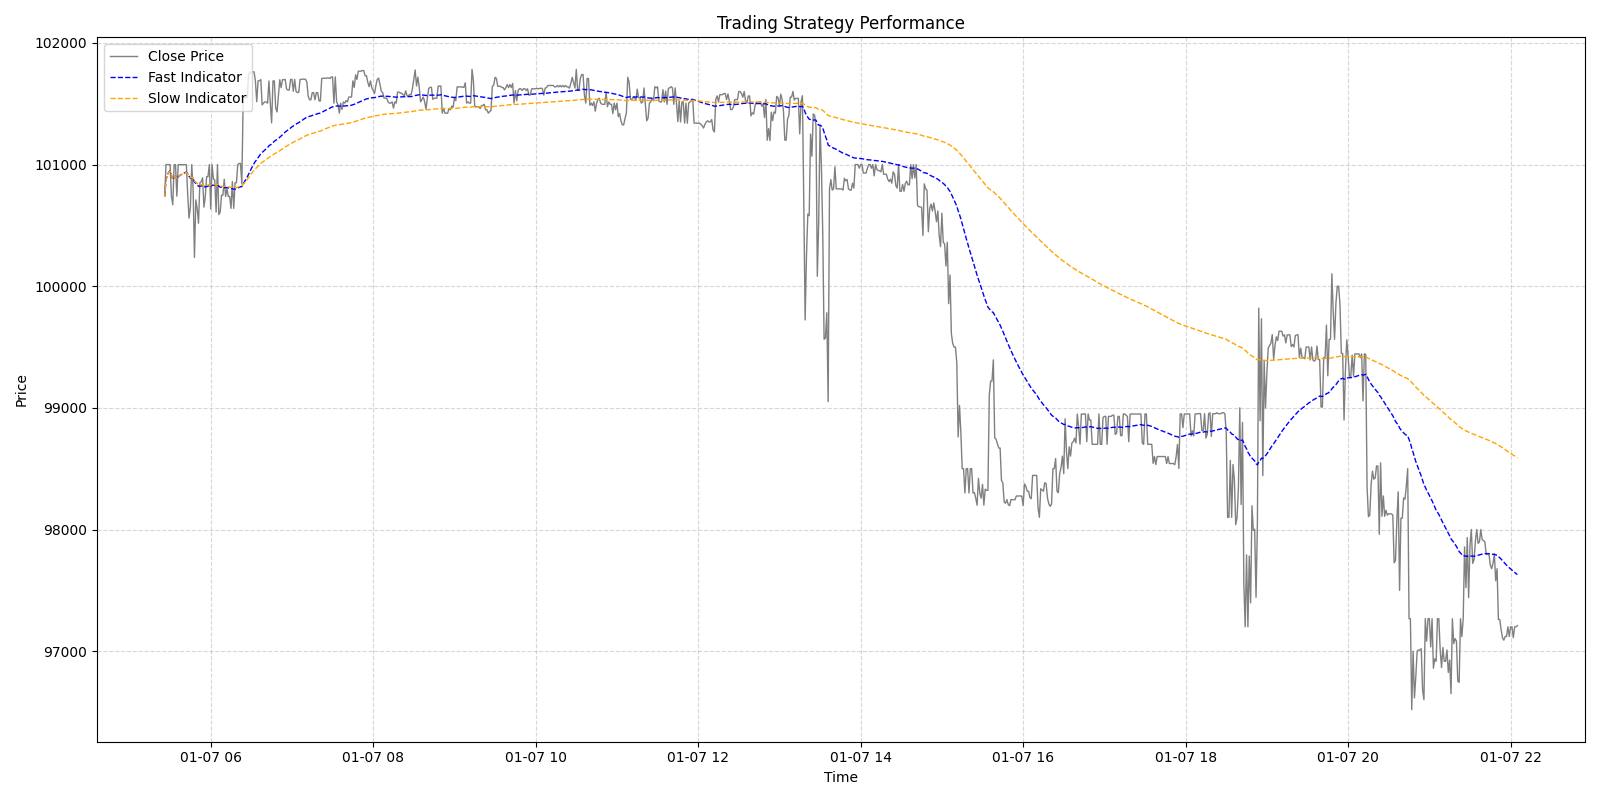 Trading Strategy Performance
Close Price
Fast Indicator
Slow Indicator
102000
101000
100000
99000
98000
97000
Price
01-07 06
01-07 08
01-07 10
01-07 12
01-07 14
01-07 16
01-07 18
01-07 20
01-07 22
Time